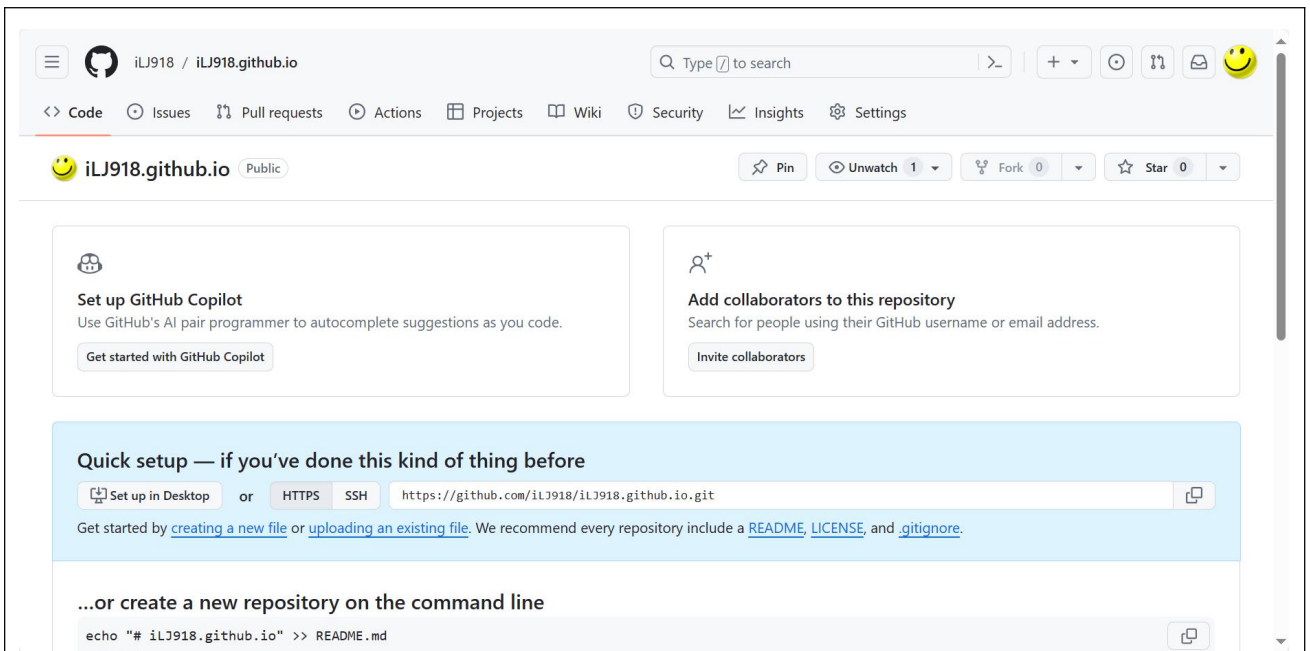 iLJ918 / iLJ918.github.io
Type / to search
Code Issues Pull requests Actions Projects Wiki Security Insights Settings
iLJ918.github.io Public
Pin Unwatch 1 Fork 0 Star 0
Set up GitHub Copilot
Use GitHub's AI pair programmer to autocomplete suggestions as you code.
Get started with GitHub Copilot
Add collaborators to this repository
Search for people using their GitHub username or email address.
Invite collaborators
Quick setup — if you’ve done this kind of thing before
Set up in Desktop or HTTPS SSH https://github.com/iLJ918/iLJ918.github.io.git
Get started by creating a new file or uploading an existing file. We recommend every repository include a README, LICENSE, and .gitignore.
…or create a new repository on the command line
echo "# iLJ918.github.io" >> README.md